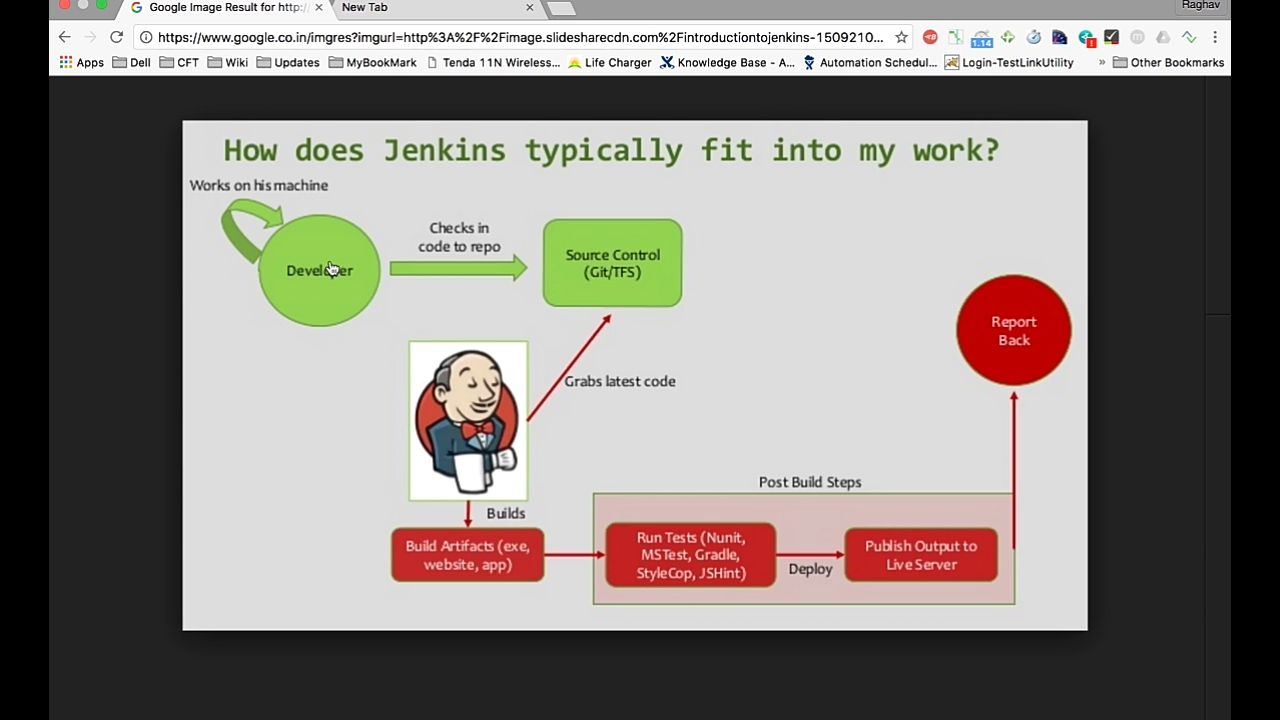 Raghav
Google Image Result for http:/
New Tab
https://www.google.co.in/imgres?imgurl=http%3A%2F%2Fimage.slidesharecdn.com%2Fintroductiontojenkins-1509210...
1.14
Apps
Dell
CFT
Wiki
Updates
MyBookMark
Tenda 11N Wireless...
Life Charger
Knowledge Base - A...
Automation Schedul...
Login-TestLinkUtility
»
Other Bookmarks
How does Jenkins typically fit into my work?
Works on his machine
Developer
Checks in
code to repo
Source Control
(Git/TFS)
Report
Back
Grabs latest code
Post Build Steps
Builds
Build Artifacts (exe,
website, app)
Run Tests (Nunit,
MSTest, Gradle,
StyleCop, JSHint)
Deploy
Publish Output to
Live Server